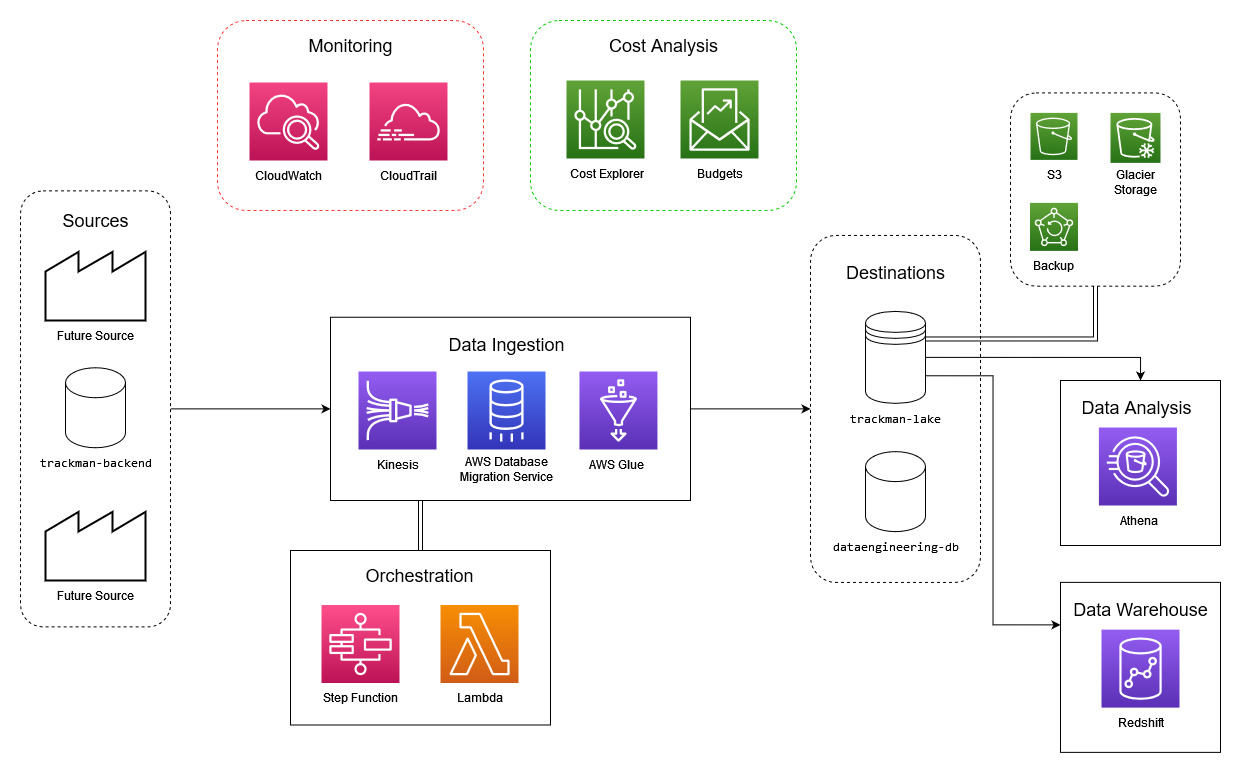 Monitoring
CloudWatch
CloudTrail
Cost Analysis
Cost Explorer
Budgets
S3
Glacier
Storage
Backup
Sources
Future Source
trackman-backend
Future Source
Data Ingestion
Kinesis
AWS Database
Migration Service
AWS Glue
Orchestration
Step Function
Lambda
Destinations
trackman-lake
dataengineering-db
Data Analysis
Athena
Data Warehouse
Redshift